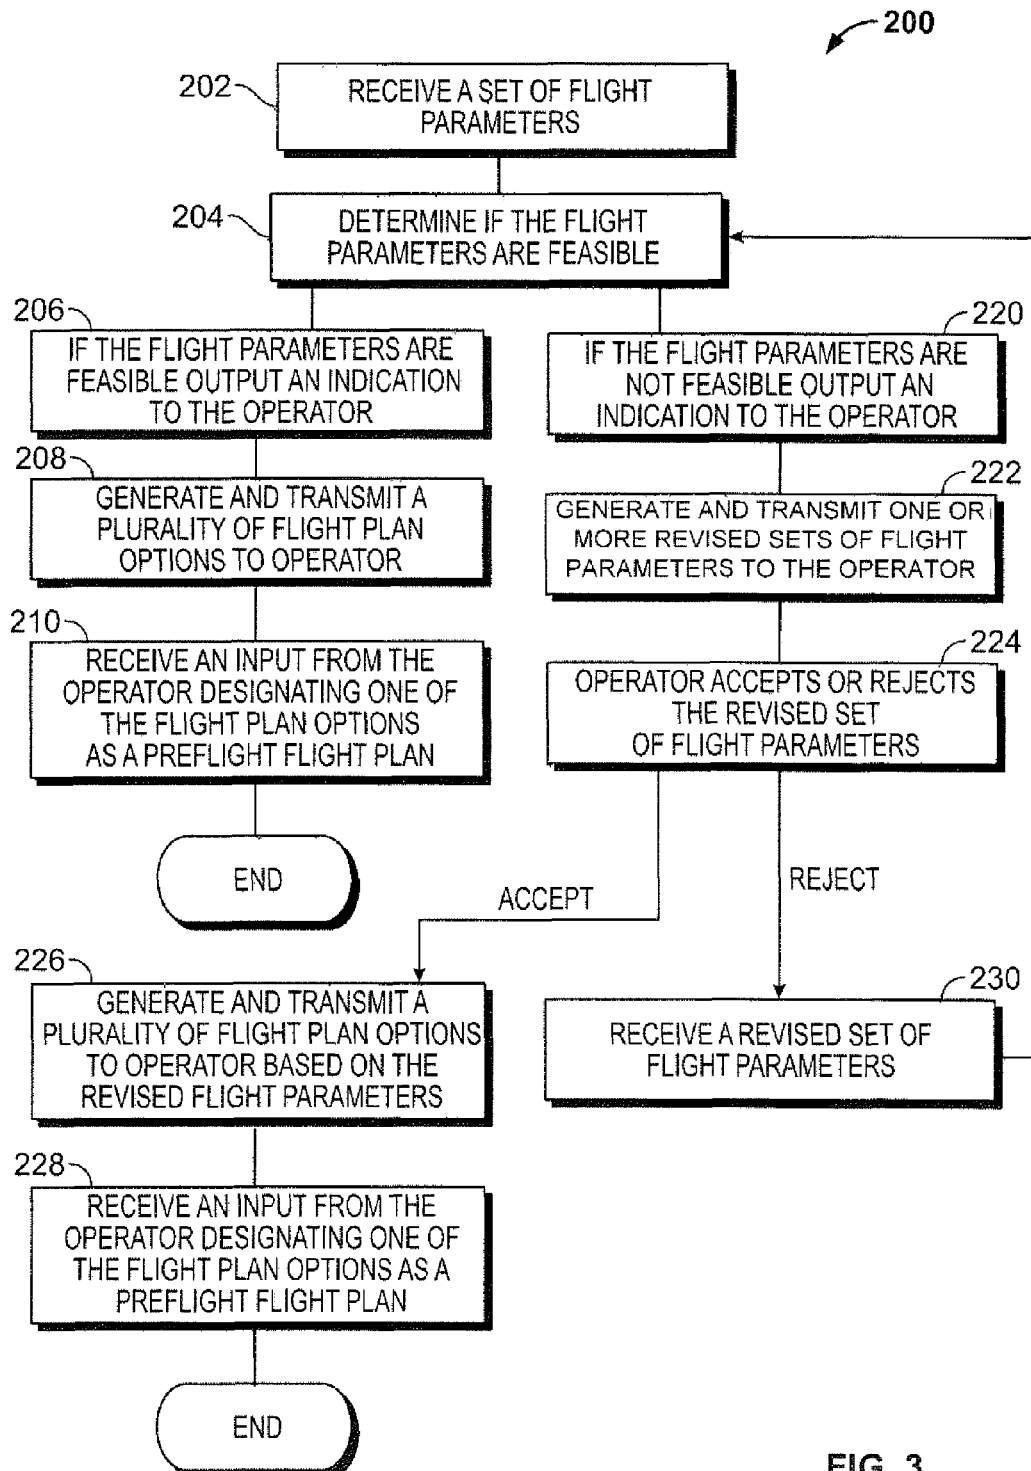 200
202
RECEIVE A SET OF FLIGHT
PARAMETERS
204
DETERMINE IF THE FLIGHT
PARAMETERS ARE FEASIBLE
206
IF THE FLIGHT PARAMETERS ARE
FEASIBLE OUTPUT AN INDICATION
TO THE OPERATOR
220
IF THE FLIGHT PARAMETERS ARE
NOT FEASIBLE OUTPUT AN
INDICATION TO THE OPERATOR
208
GENERATE AND TRANSMIT A
PLURALITY OF FLIGHT PLAN
OPTIONS TO OPERATOR
222
GENERATE AND TRANSMIT ONE OR
MORE REVISED SETS OF FLIGHT
PARAMETERS TO THE OPERATOR
210
RECEIVE AN INPUT FROM THE
OPERATOR DESIGNATING ONE OF
THE FLIGHT PLAN OPTIONS
AS A PREFLIGHT FLIGHT PLAN
224
OPERATOR ACCEPTS OR REJECTS
THE REVISED SET
OF FLIGHT PARAMETERS
END
ACCEPT
REJECT
226
GENERATE AND TRANSMIT A
PLURALITY OF FLIGHT PLAN OPTIONS
TO OPERATOR BASED ON THE
REVISED FLIGHT PARAMETERS
230
RECEIVE A REVISED SET OF
FLIGHT PARAMETERS
228
RECEIVE AN INPUT FROM THE
OPERATOR DESIGNATING ONE OF
THE FLIGHT PLAN OPTIONS AS A
PREFLIGHT FLIGHT PLAN
END
FIG. 3